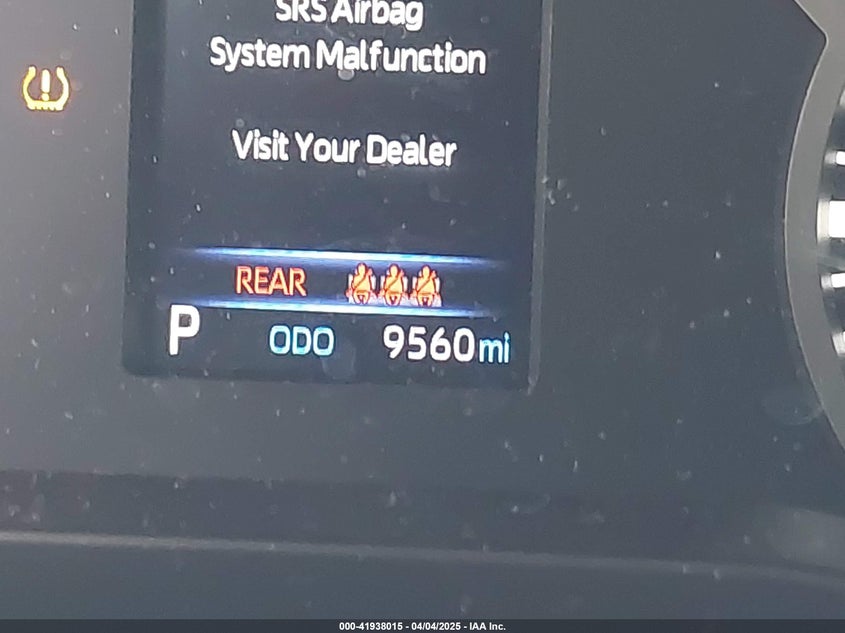 SRS Airbag
System Malfunction
Visit Your Dealer
REAR
P ODO 9560mi
000-41938015 - 04/04/2025 - IAA Inc.